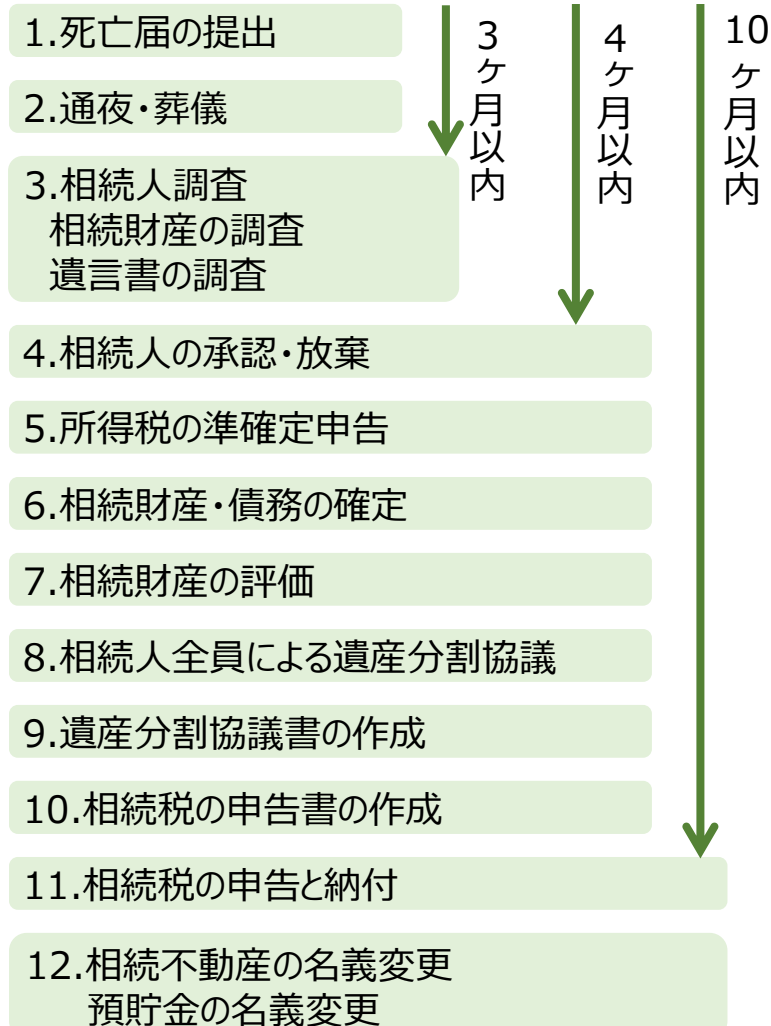 1.死亡届の提出
2.通夜・葬儀
3.相続人調査
相続財産の調査
遺言書の調査
4.相続人の承認・放棄
5.所得税の準確定申告
6.相続財産・債務の確定
7.相続財産の評価
8.相続人全員による遺産分割協議
9.遺産分割協議書の作成
10.相続税の申告書の作成
11.相続税の申告と納付
12.相続不動産の名義変更
預貯金の名義変更
3ヶ月以内
4ヶ月以内
10ヶ月以内